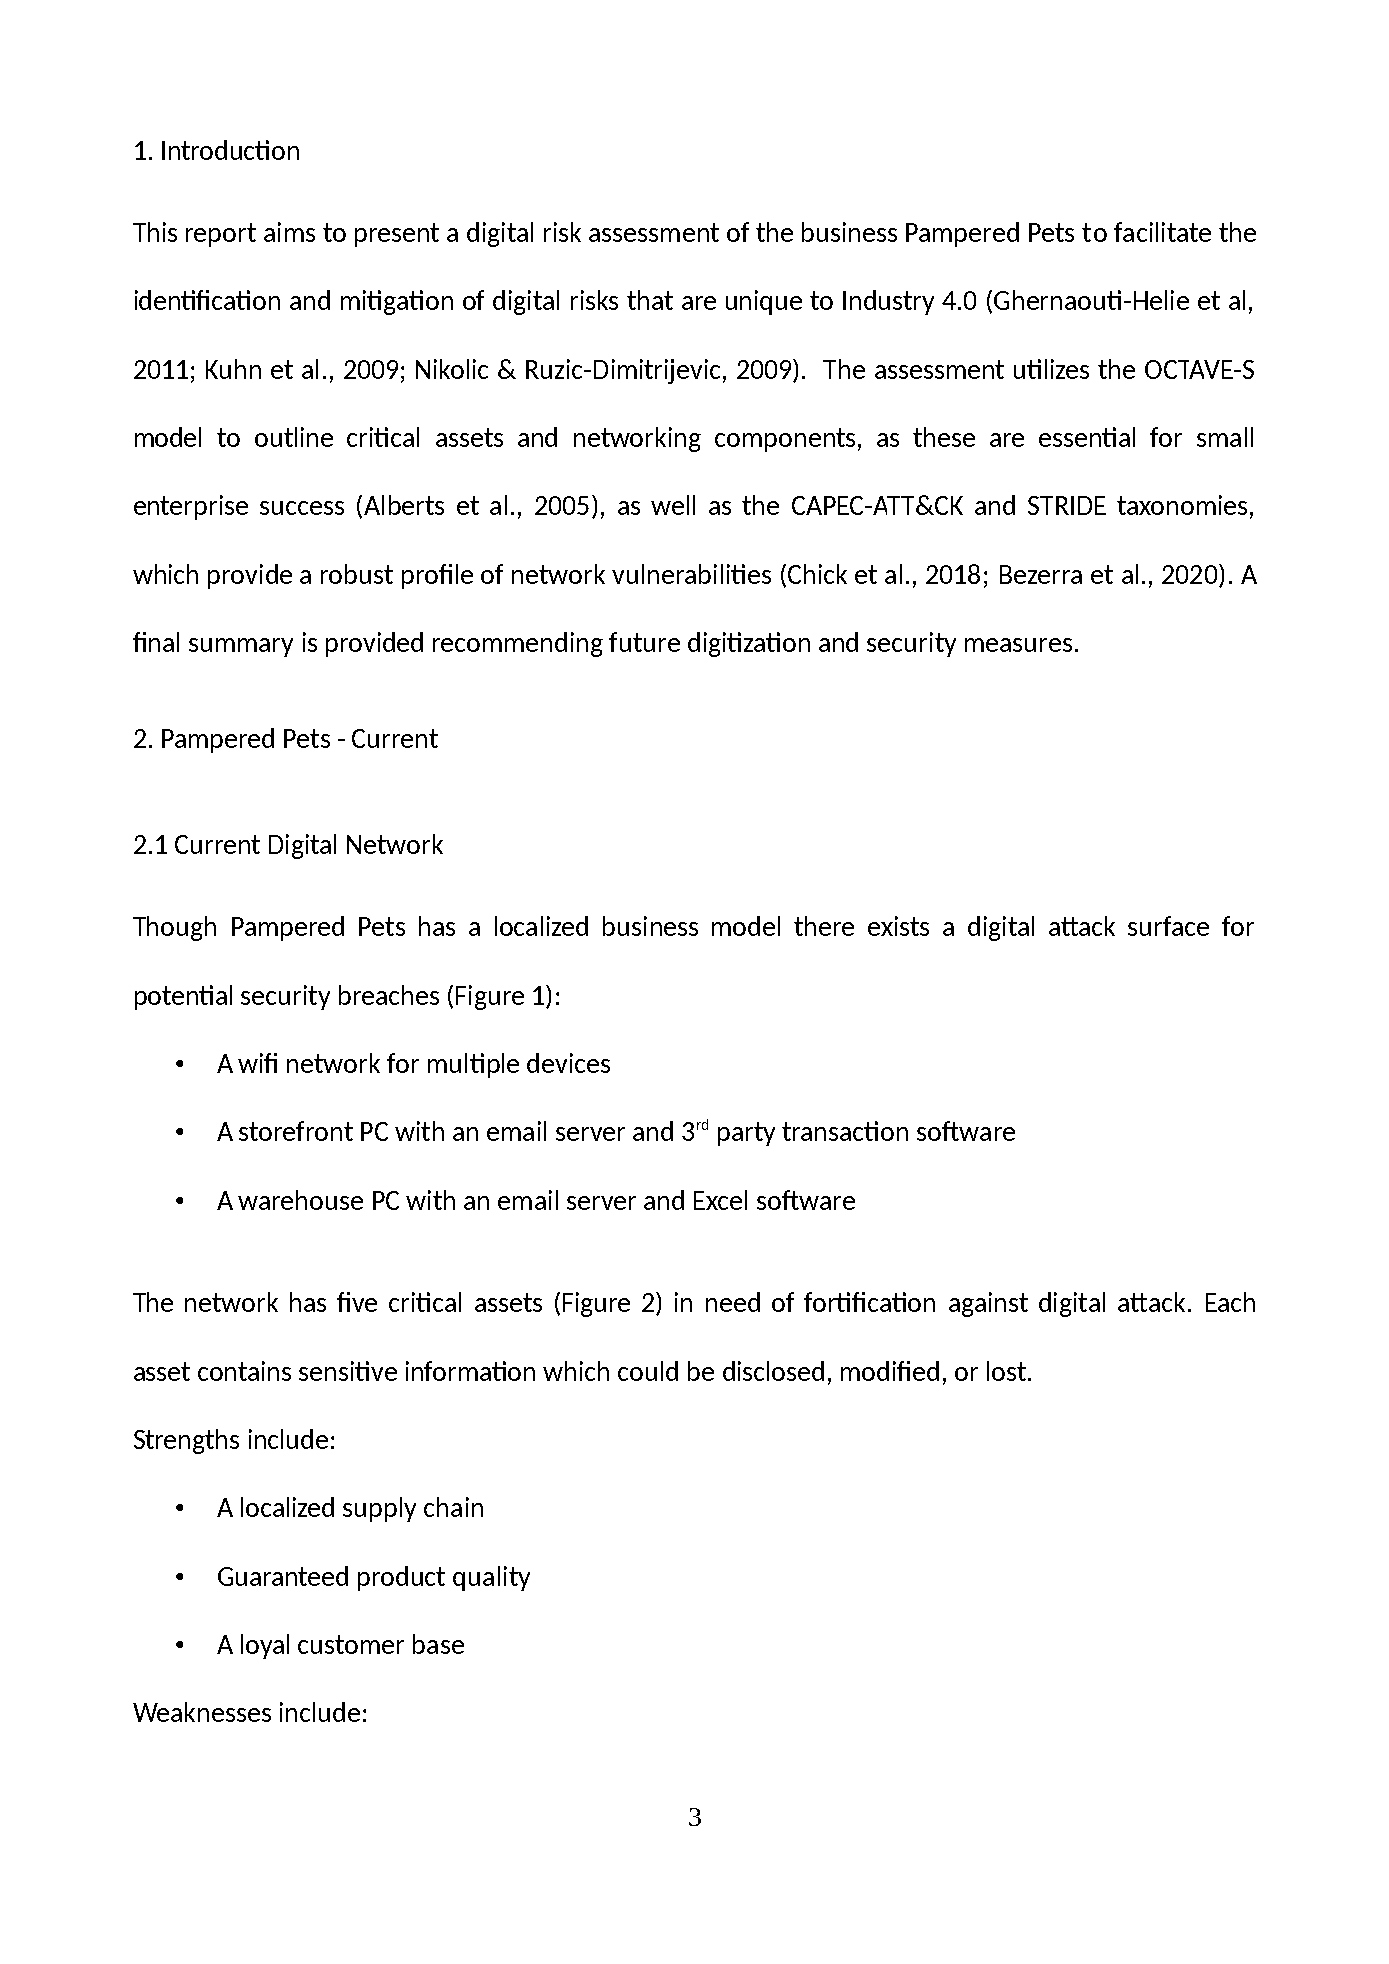 1. Introduction
This report aims to present a digital risk assessment of the business Pampered Pets to facilitate the
identification and mitigation of digital risks that are unique to Industry 4.0 (Ghernaouti-Helie et al,
2011; Kuhn et al., 2009; Nikolic & Ruzic-Dimitrijevic, 2009).  The assessment utilizes the OCTAVE-S
model to outline critical assets and networking components, as these are essential for small
enterprise success (Alberts et al., 2005), as well as the CAPEC-ATT&CK and STRIDE taxonomies,
which provide a robust profile of network vulnerabilities (Chick et al., 2018; Bezerra et al., 2020). A
final summary is provided recommending future digitization and security measures.
2. Pampered Pets - Current
2.1 Current Digital Network
Though Pampered Pets has a localized business model there exists a digital attack surface for
potential security breaches (Figure 1):
• A wifi network for multiple devices
• A storefront PC with an email server and 3rd party transaction software
• A warehouse PC with an email server and Excel software
The network has five critical assets (Figure 2) in need of fortification against digital attack. Each
asset contains sensitive information which could be disclosed, modified, or lost.
Strengths include:
• A localized supply chain
• Guaranteed product quality
• A loyal customer base
Weaknesses include:
3